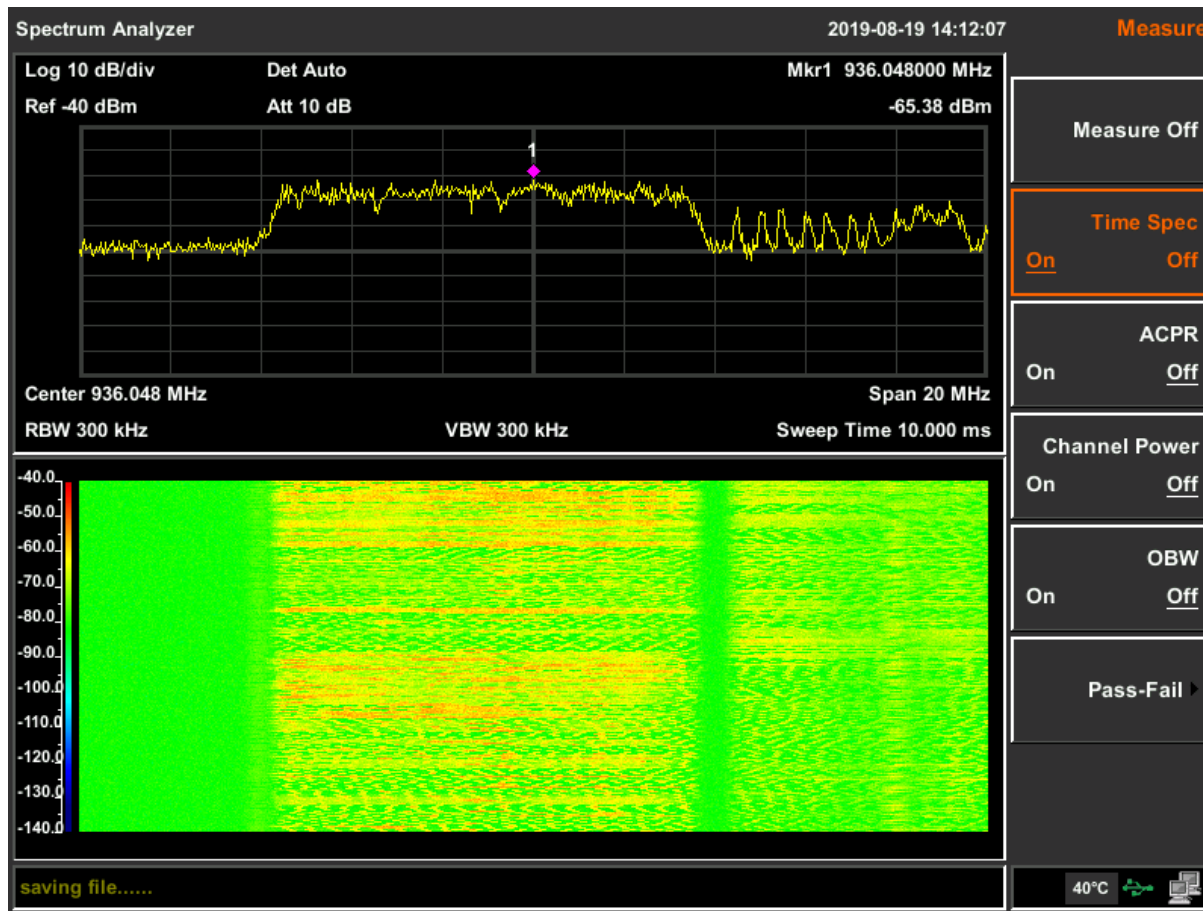 Spectrum Analyzer 2019-08-19 14:12:07 Measure
Log 10 dB/div Det Auto Mkr1 936.048000 MHz
Ref -40 dBm Att 10 dB -65.38 dBm
1
Center 936.048 MHz Span 20 MHz
RBW 300 kHz VBW 300 kHz Sweep Time 10.000 ms
-40.0
-50.0
-60.0
-70.0
-80.0
-90.0
-100.0
-110.0
-120.0
-130.0
-140.0
saving file......
Measure Off
Time Spec
On Off
ACPR
On Off
Channel Power
On Off
OBW
On Off
Pass-Fail
40°C